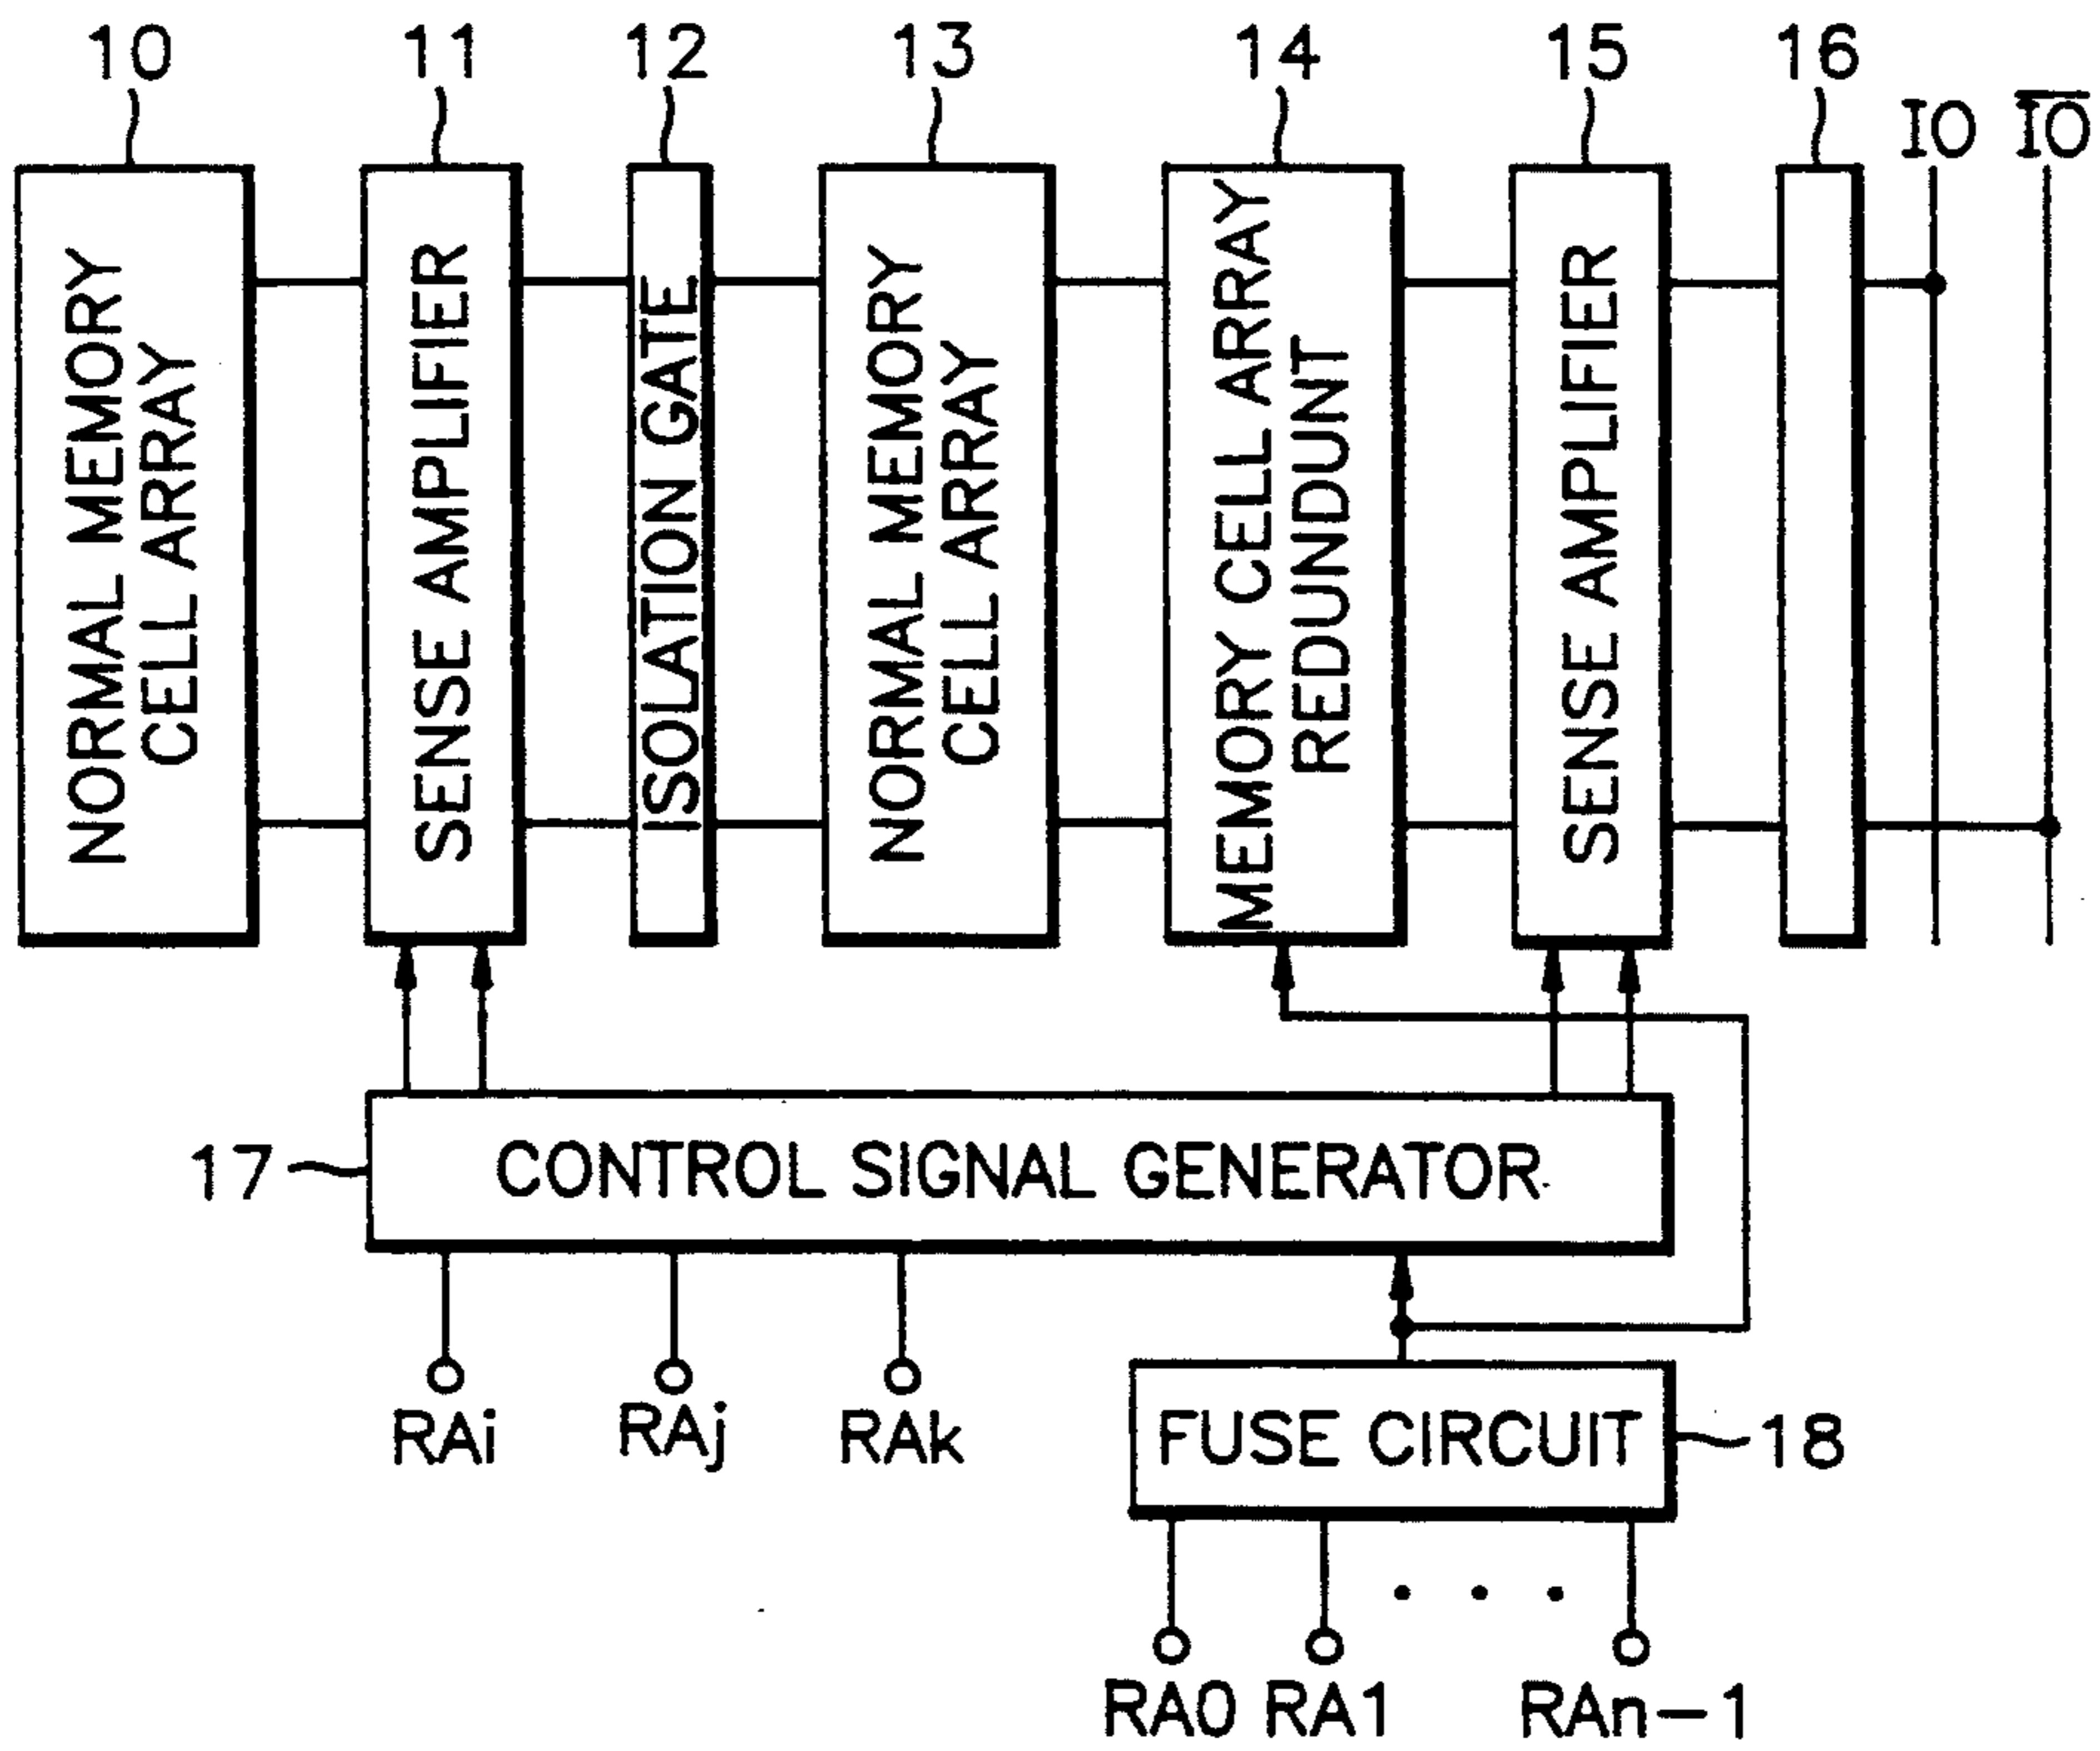 10
11
12
13
14
15
16
IO
I̅O̅
NORMAL MEMORY
CELL ARRAY
SENSE AMPLIFIER
ISOLATION GATE
NORMAL MEMORY
CELL ARRAY
MEMORY CELL ARRAY
REDUNDUNT
SENSE AMPLIFIER
17
CONTROL SIGNAL GENERATOR
RAi
RAj
RAk
FUSE CIRCUIT
18
. . .
RA0
RA1
RAn-1